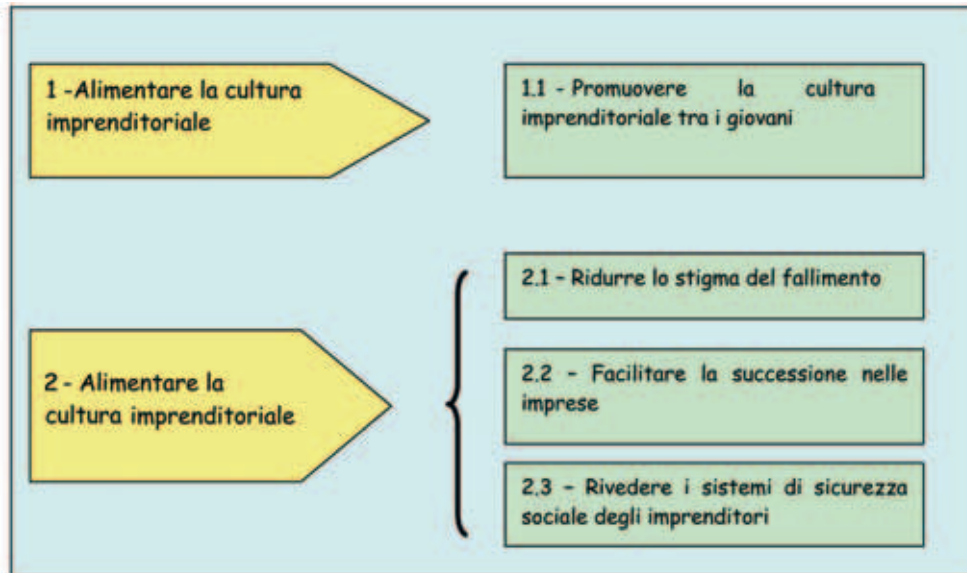 1 -Alimentare la cultura
imprenditoriale
1.1 - Promuovere la cultura
imprenditoriale tra i giovani
2 - Alimentare la
cultura imprenditoriale
2.1 - Ridurre lo stigma del fallimento
2.2 - Facilitare la successione nelle
imprese
2.3 - Rivedere i sistemi di sicurezza
sociale degli imprenditori